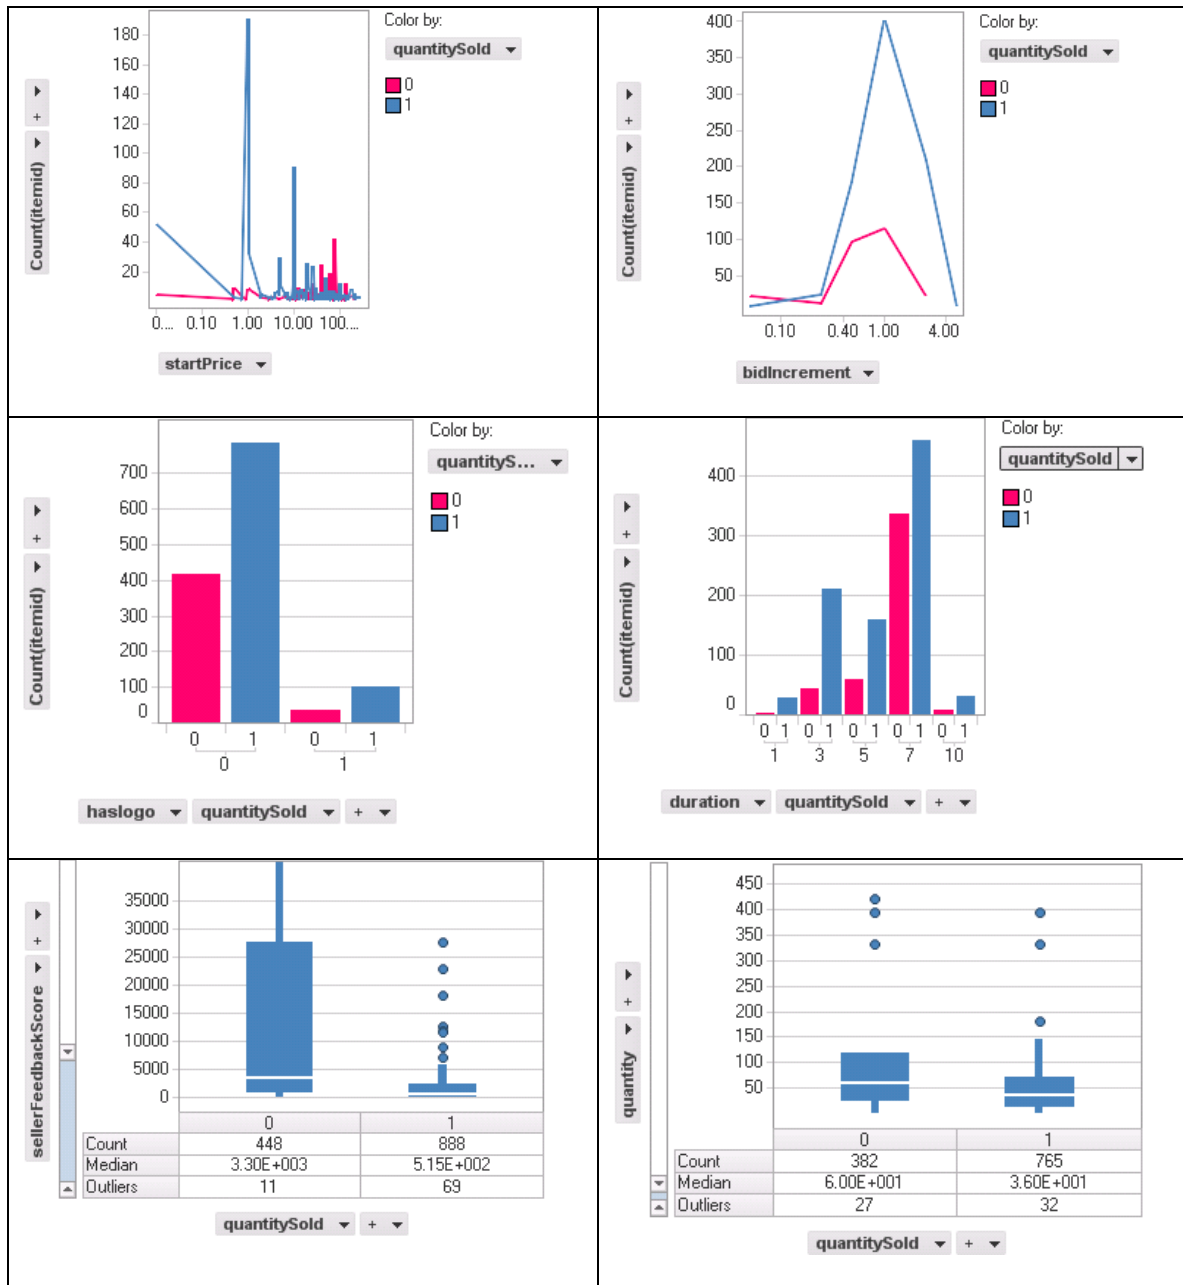 180
160
140
120
100
80
60
40
20
Count(itemid)
+
0.... 0.10 1.00 10.00 100....
startPrice
Color by:
quantitySold
0
1
400
350
300
250
200
150
100
50
Count(itemid)
+
0.10 0.40 1.00 4.00
bidIncrement
Color by:
quantitySold
0
1
700
600
500
400
300
200
100
0
Count(itemid)
+
0 1 0 1
0 1
haslogo quantitySold +
Color by:
quantityS...
0
1
400
300
200
100
0
Count(itemid)
+
0 1 0 1 0 1 0 1 0 1
1 3 5 7 10
duration quantitySold +
Color by:
quantitySold
0
1
35000
30000
25000
20000
15000
10000
5000
0
sellerFeedbackScore
+
0 1
Count 448 888
Median 3.30E+003 5.15E+002
Outliers 11 69
quantitySold +
450
400
350
300
250
200
150
100
50
quantity
+
0 1
Count 382 765
Median 6.00E+001 3.60E+001
Outliers 27 32
quantitySold +